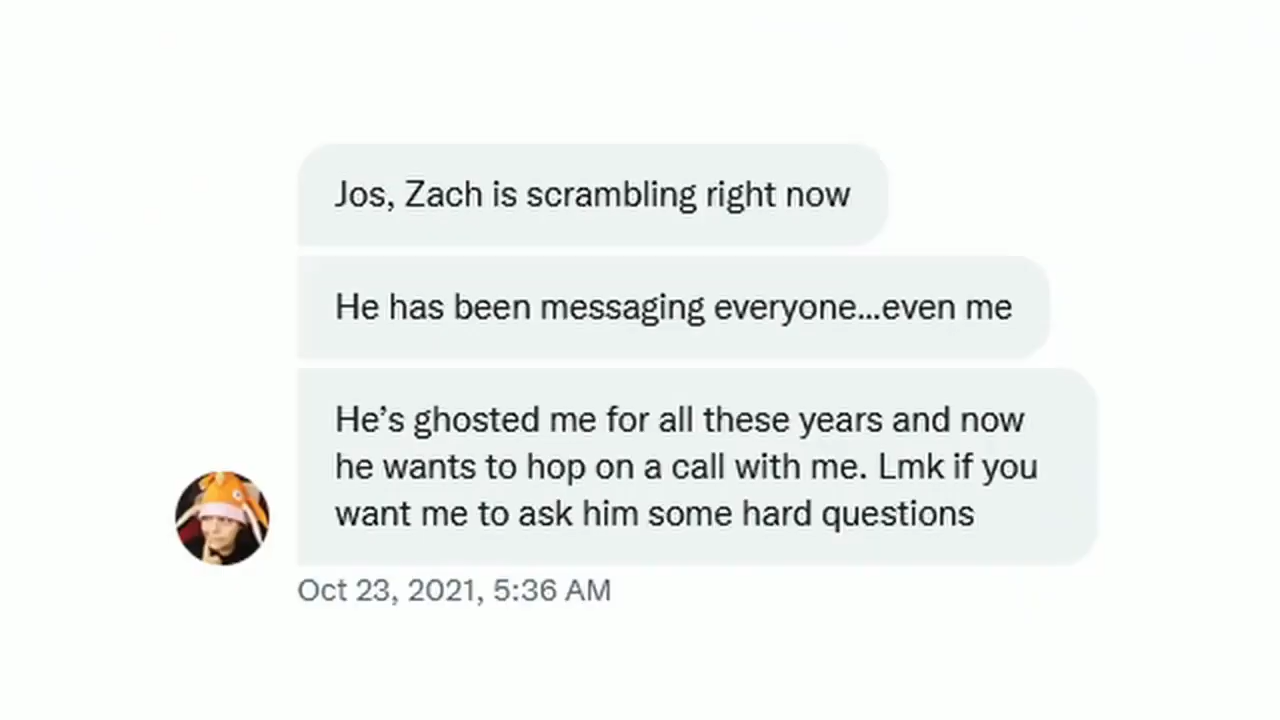 Jos, Zach is scrambling right now
He has been messaging everyone...even me
He’s ghosted me for all these years and now
he wants to hop on a call with me. Lmk if you
want me to ask him some hard questions
Oct 23, 2021, 5:36 AM